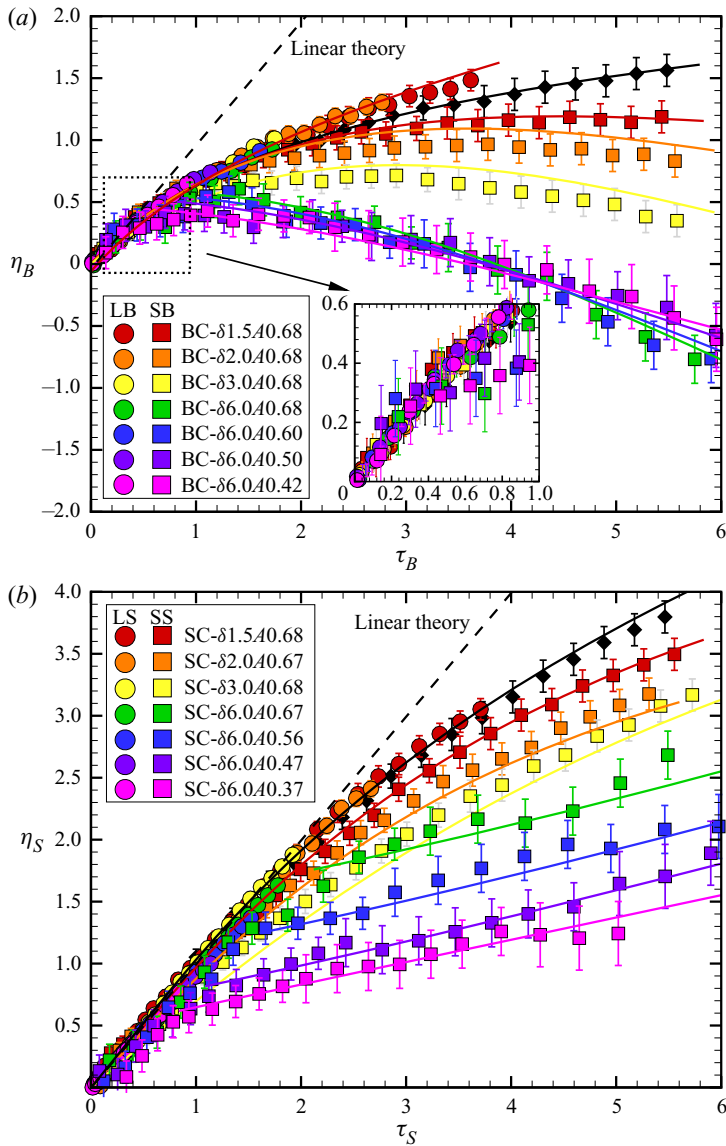 (a)
2.0
1.5
1.0
0.5
0
−0.5
−1.0
−1.5
−2.0
η_B
Linear theory
LB SB
BC-δ1.5A0.68
BC-δ2.0A0.68
BC-δ3.0A0.68
BC-δ6.0A0.68
BC-δ6.0A0.60
BC-δ6.0A0.50
BC-δ6.0A0.42
0.6
0.4
0.2
0 0.2 0.4 0.6 0.8 1.0
0 1 2 3 4 5 6
τ_B
(b)
4.0
3.5
3.0
2.5
2.0
1.5
1.0
0.5
η_S
Linear theory
LS SS
SC-δ1.5A0.68
SC-δ2.0A0.67
SC-δ3.0A0.68
SC-δ6.0A0.67
SC-δ6.0A0.56
SC-δ6.0A0.47
SC-δ6.0A0.37
0 1 2 3 4 5 6
τ_S